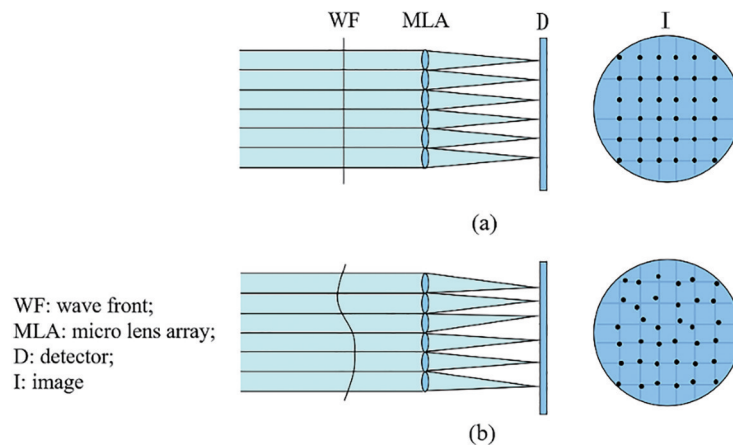 WF MLA D I
(a)
WF: wave front;
MLA: micro lens array;
D: detector;
I: image
(b)